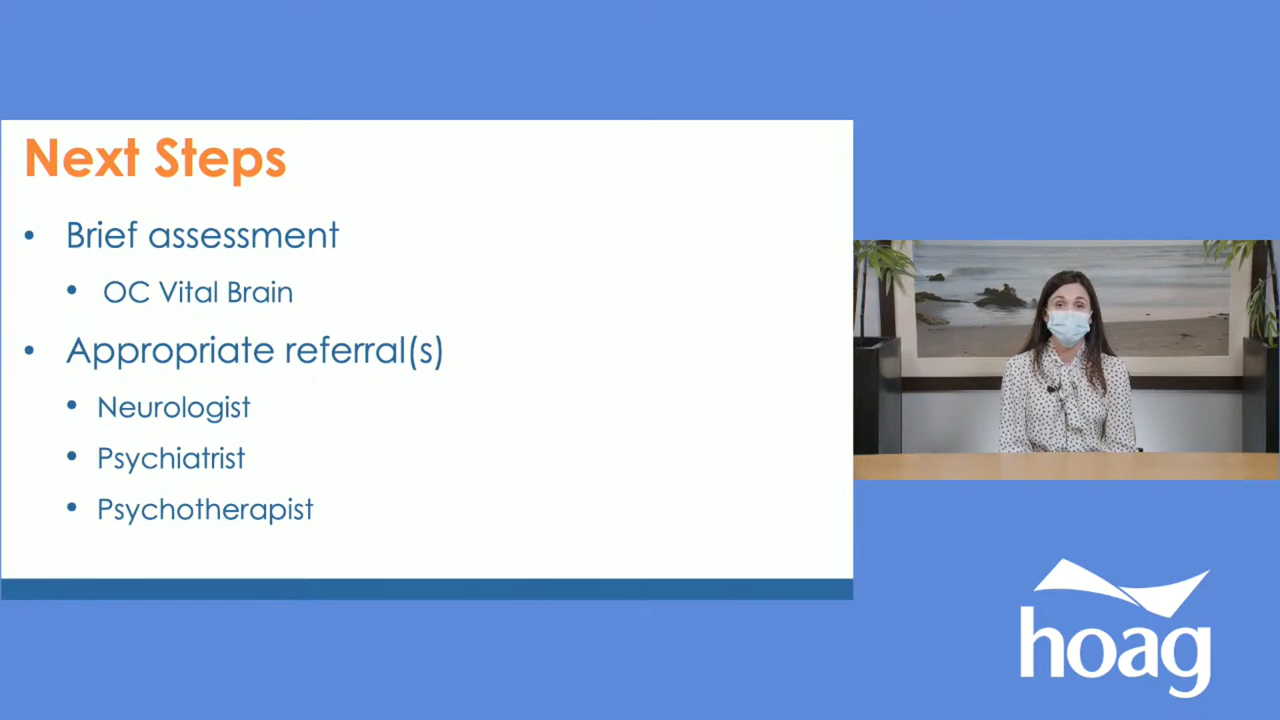 Next Steps
• Brief assessment
• OC Vital Brain
• Appropriate referral(s)
• Neurologist
• Psychiatrist
• Psychotherapist
hoag